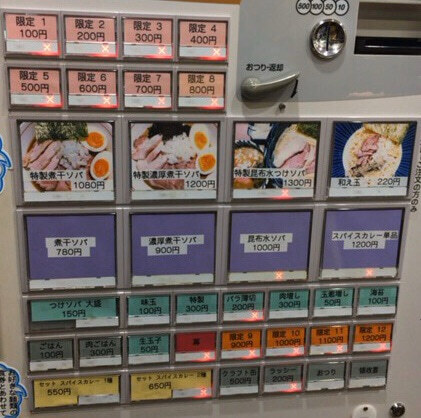 500 100 50 10
おつり・返却
限定 1
100円
限定 2
200円
限定 3
300円
限定 4
400円
限定 5
500円
限定 6
600円
限定 7
700円
限定 8
800円
特製煮干ソバ
1080円
特製濃厚煮干ソバ
1200円
特製昆布水つけソバ
1300円
和え玉 220円
煮干ソバ
780円
濃厚煮干ソバ
900円
昆布水ソバ
1000円
スパイスカレー単品
1200円
つけソバ 大盛
150円
味玉
100円
特製
300円
バラ薄切
200円
肉増し
300円
玉葱増し
50円
海苔
100円
ごはん
100円
肉ごはん
300円
生玉子
50円
限定 9
900円
限定 10
1000円
限定 11
1100円
限定 12
1200円
セット スパイスカレー
550円
セット スパイスカレー
650円
クラフト缶
500円
ラッシー
200円
おつり
領収書